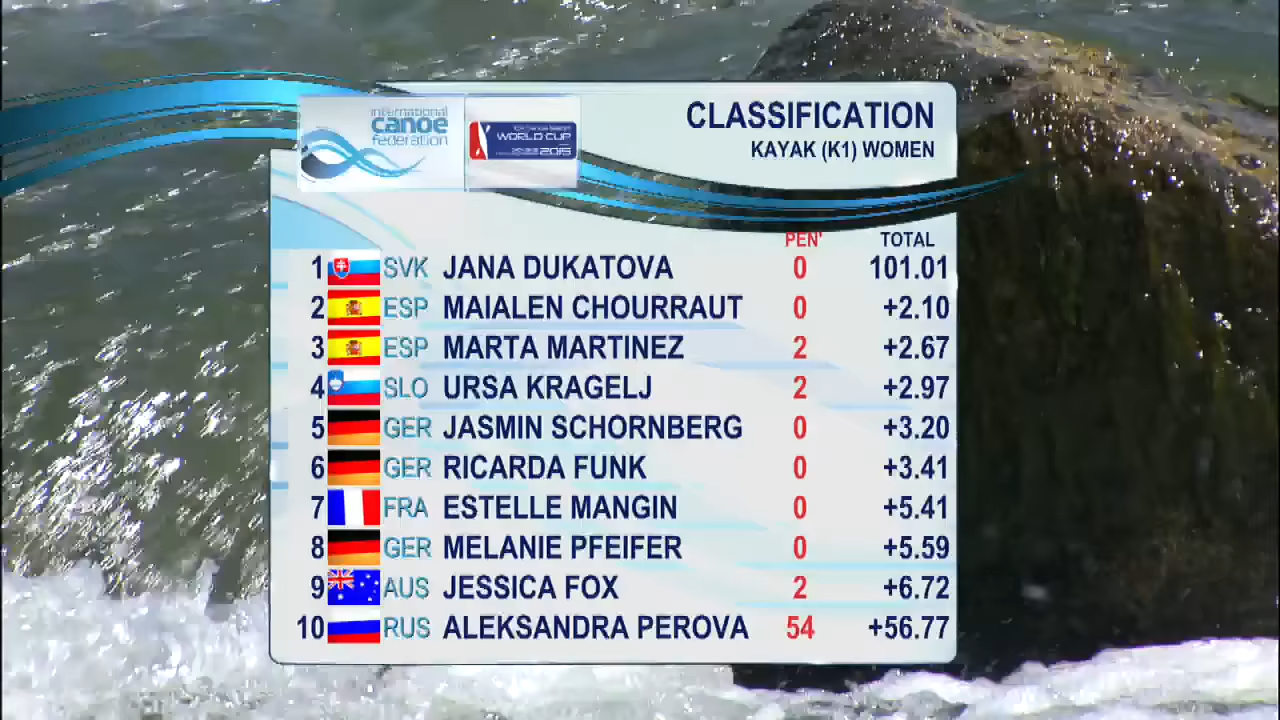 international
canoe
federation
WORLD CUP
2015
CLASSIFICATION
KAYAK (K1) WOMEN
PEN' TOTAL
1 SVK JANA DUKATOVA 0 101.01
2 ESP MAIALEN CHOURRAUT 0 +2.10
3 ESP MARTA MARTINEZ 2 +2.67
4 SLO URSA KRAGELJ 2 +2.97
5 GER JASMIN SCHORNBERG 0 +3.20
6 GER RICARDA FUNK 0 +3.41
7 FRA ESTELLE MANGIN 0 +5.41
8 GER MELANIE PFEIFER 0 +5.59
9 AUS JESSICA FOX 2 +6.72
10 RUS ALEKSANDRA PEROVA 54 +56.77